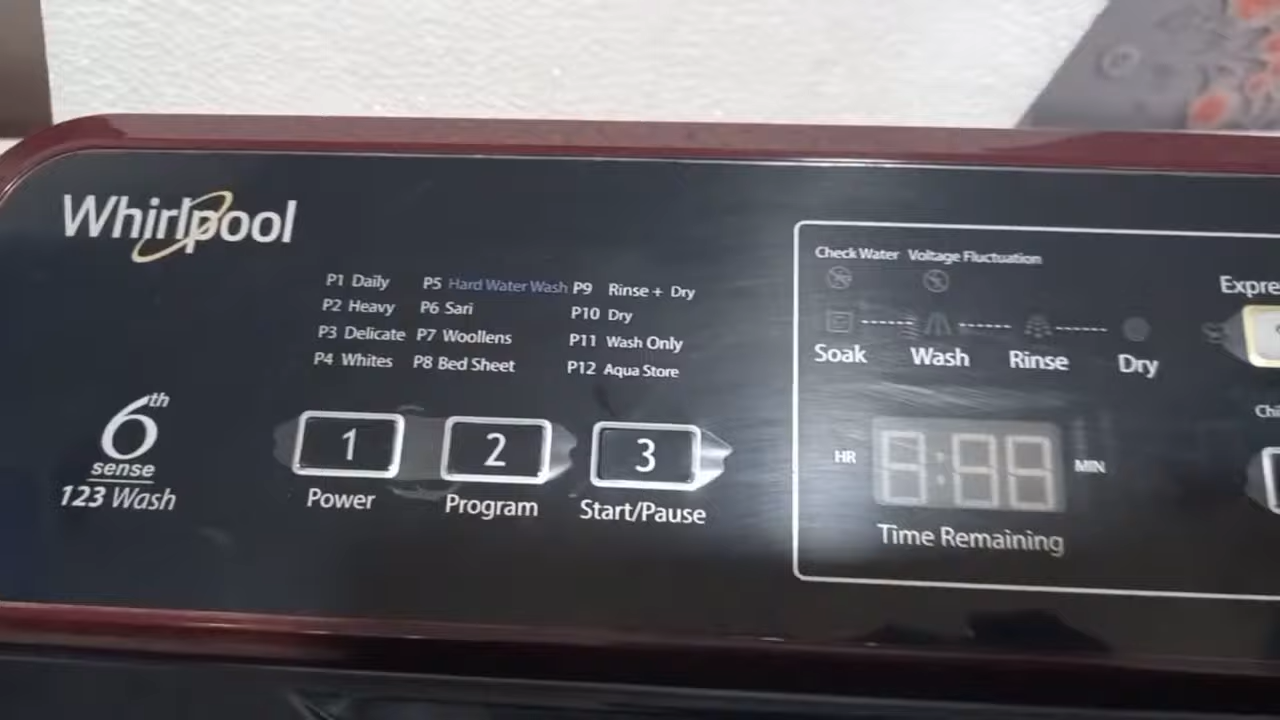 Whirlpool
P1 Daily P5 Hard Water Wash P9 Rinse + Dry
P2 Heavy P6 Sari P10 Dry
P3 Delicate P7 Woollens P11 Wash Only
P4 Whites P8 Bed Sheet P12 Aqua Store
6th
sense
123 Wash
1 2 3
Power Program Start/Pause
Check Water Voltage Fluctuation
Soak Wash Rinse Dry
HR MIN
Time Remaining